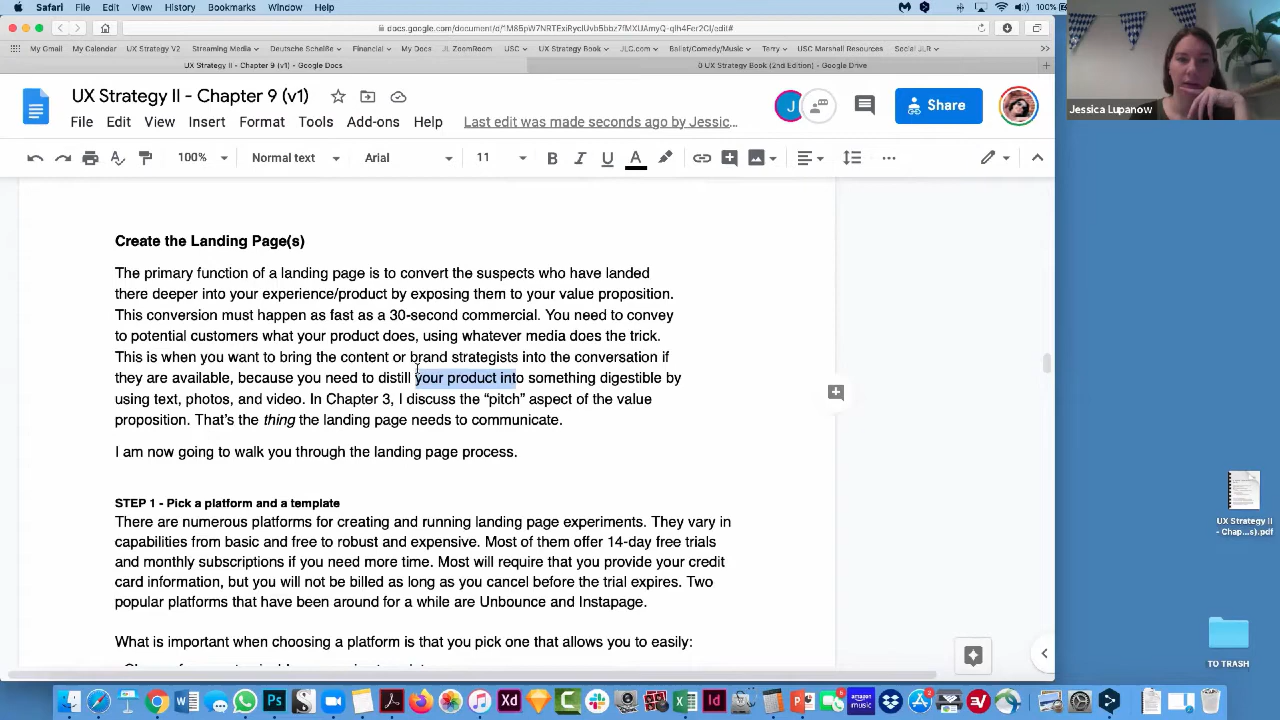 Safari File Edit View History Bookmarks Window Help 100%
docs.google.com/document/d/
My Gmail My Calendar UX Strategy V2 Streaming Media Deutsche Scheiße Financial My Docs JL ZoomRoom USC UX Strategy Book JLC.com Ballet/Comedy/Music Terry USC Marshall Resources Social JLR
UX Strategy II - Chapter 9 (v1) - Google Docs 0 UX Strategy Book (2nd Edition) - Google Drive
UX Strategy II - Chapter 9 (v1)
J
Share
File Edit View Insert Format Tools Add-ons Help Last edit was made seconds ago by Jessic…
100% Normal text Arial 11 B I U A
Jessica Lupanow
Create the Landing Page(s)
The primary function of a landing page is to convert the suspects who have landed
there deeper into your experience/product by exposing them to your value proposition.
This conversion must happen as fast as a 30-second commercial. You need to convey
to potential customers what your product does, using whatever media does the trick.
This is when you want to bring the content or brand strategists into the conversation if
they are available, because you need to distill your product into something digestible by
using text, photos, and video. In Chapter 3, I discuss the “pitch” aspect of the value
proposition. That’s the thing the landing page needs to communicate.
I am now going to walk you through the landing page process.
STEP 1 - Pick a platform and a template
There are numerous platforms for creating and running landing page experiments. They vary in
capabilities from basic and free to robust and expensive. Most of them offer 14-day free trials
and monthly subscriptions if you need more time. Most will require that you provide your credit
card information, but you will not be billed as long as you cancel before the trial expires. Two
popular platforms that have been around for a while are Unbounce and Instapage.
What is important when choosing a platform is that you pick one that allows you to easily:
UX Strategy II
- Chap...s).pdf
TO TRASH